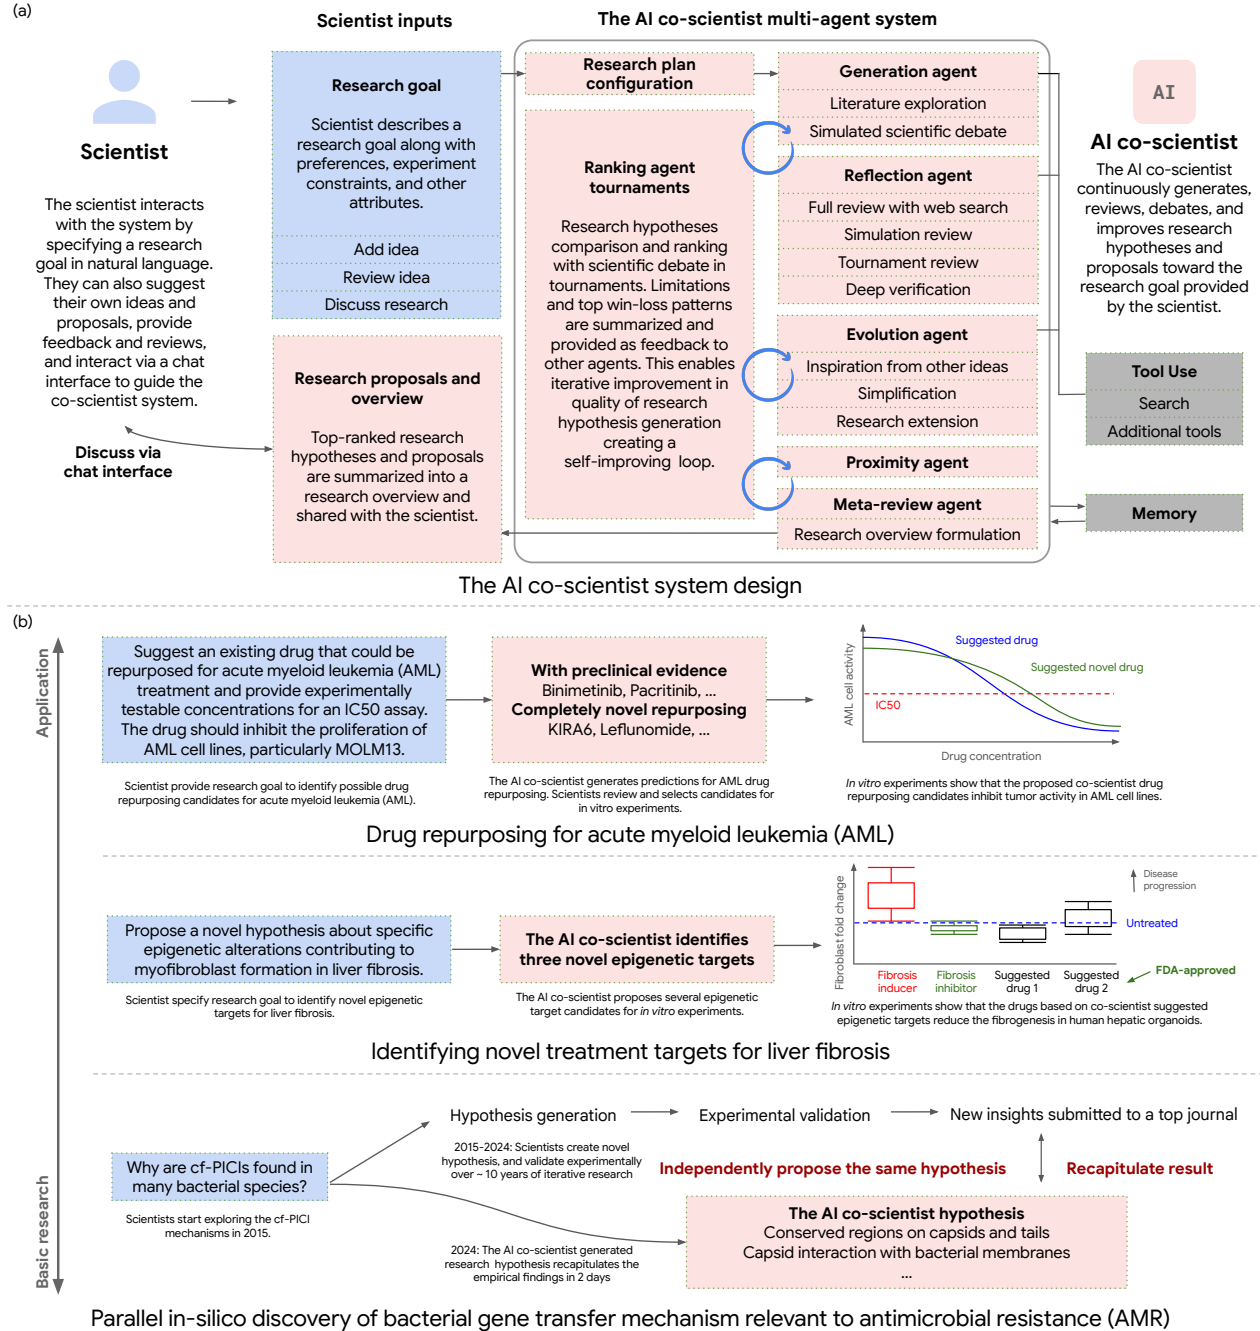 (a)
Scientist inputs
The AI co-scientist multi-agent system
Scientist
The scientist interacts
with the system by
specifying a research
goal in natural language.
They can also suggest
their own ideas and
proposals, provide
feedback and reviews,
and interact via a chat
interface to guide the
co-scientist system.
Discuss via
chat interface
Research goal
Scientist describes a
research goal along with
preferences, experiment
constraints, and other
attributes.
Add idea
Review idea
Discuss research
Research proposals and
overview
Top-ranked research
hypotheses and proposals
are summarized into a
research overview and
shared with the scientist.
Research plan
configuration
Ranking agent
tournaments
Research hypotheses
comparison and ranking
with scientific debate in
tournaments. Limitations
and top win-loss patterns
are summarized and
provided as feedback to
other agents. This enables
iterative improvement in
quality of research
hypothesis generation
creating a
self-improving loop.
Generation agent
Literature exploration
Simulated scientific debate
Reflection agent
Full review with web search
Simulation review
Tournament review
Deep verification
Evolution agent
Inspiration from other ideas
Simplification
Research extension
Proximity agent
Meta-review agent
Research overview formulation
AI
AI co-scientist
The AI co-scientist
continuously generates,
reviews, debates, and
improves research
hypotheses and
proposals toward the
research goal provided
by the scientist.
Tool Use
Search
Additional tools
Memory
The AI co-scientist system design
(b)
Application
Basic research
Suggest an existing drug that could be
repurposed for acute myeloid leukemia (AML)
treatment and provide experimentally
testable concentrations for an IC50 assay.
The drug should inhibit the proliferation of
AML cell lines, particularly MOLM13.
Scientist provide research goal to identify possible drug
repurposing candidates for acute myeloid leukemia (AML).
With preclinical evidence
Binimetinib, Pacritinib, ...
Completely novel repurposing
KIRA6, Leflunomide, ...
The AI co-scientist generates predictions for AML drug
repurposing. Scientists review and selects candidates for
in vitro experiments.
AML cell activity
Suggested drug
Suggested novel drug
IC50
Drug concentration
In vitro experiments show that the proposed co-scientist drug
repurposing candidates inhibit tumor activity in AML cell lines.
Drug repurposing for acute myeloid leukemia (AML)
Propose a novel hypothesis about specific
epigenetic alterations contributing to
myofibroblast formation in liver fibrosis.
Scientist specify research goal to identify novel epigenetic
targets for liver fibrosis.
The AI co-scientist identifies
three novel epigenetic targets
The AI co-scientist proposes several epigenetic
target candidates for in vitro experiments.
Fibroblast fold change
Disease
progression
Untreated
Fibrosis
inducer
Fibrosis
inhibitor
Suggested
drug 1
Suggested
drug 2
FDA-approved
In vitro experiments show that the drugs based on co-scientist suggested
epigenetic targets reduce the fibrogenesis in human hepatic organoids.
Identifying novel treatment targets for liver fibrosis
Why are cf-PICIs found in
many bacterial species?
Scientists start exploring the cf-PICI
mechanisms in 2015.
Hypothesis generation
Experimental validation
New insights submitted to a top journal
2015-2024: Scientists create novel
hypothesis, and validate experimentally
over ~ 10 years of iterative research
Independently propose the same hypothesis
Recapitulate result
2024: The AI co-scientist generated
research hypothesis recapitulates the
empirical findings in 2 days
The AI co-scientist hypothesis
Conserved regions on capsids and tails
Capsid interaction with bacterial membranes
...
Parallel in-silico discovery of bacterial gene transfer mechanism relevant to antimicrobial resistance (AMR)